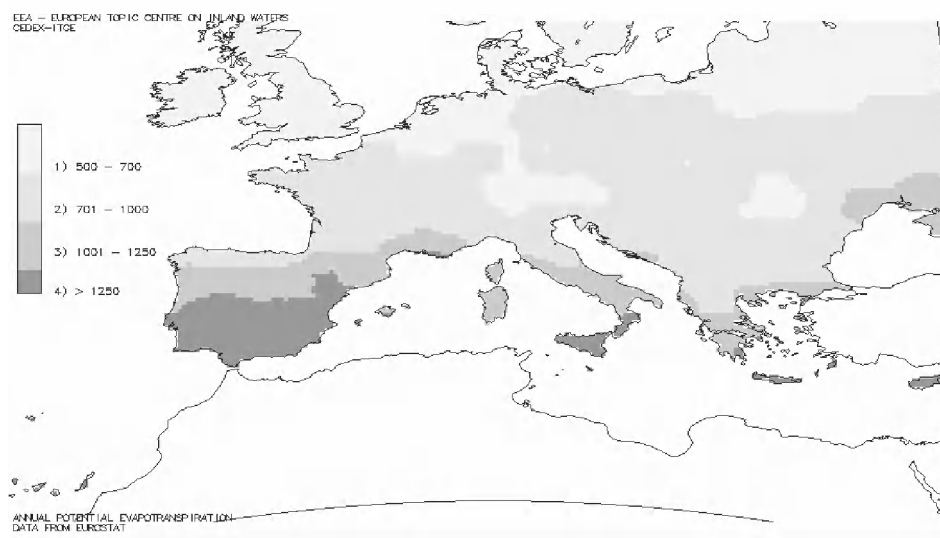 EEA – EUROPEAN TOPIC CENTRE ON INLAND WATERS
CEDEX-ITGE
1) 500 – 700
2) 701 – 1000
3) 1001 – 1250
4) > 1250
ANNUAL POTENTIAL EVAPOTRANSPIRATION
DATA FROM EUROSTAT